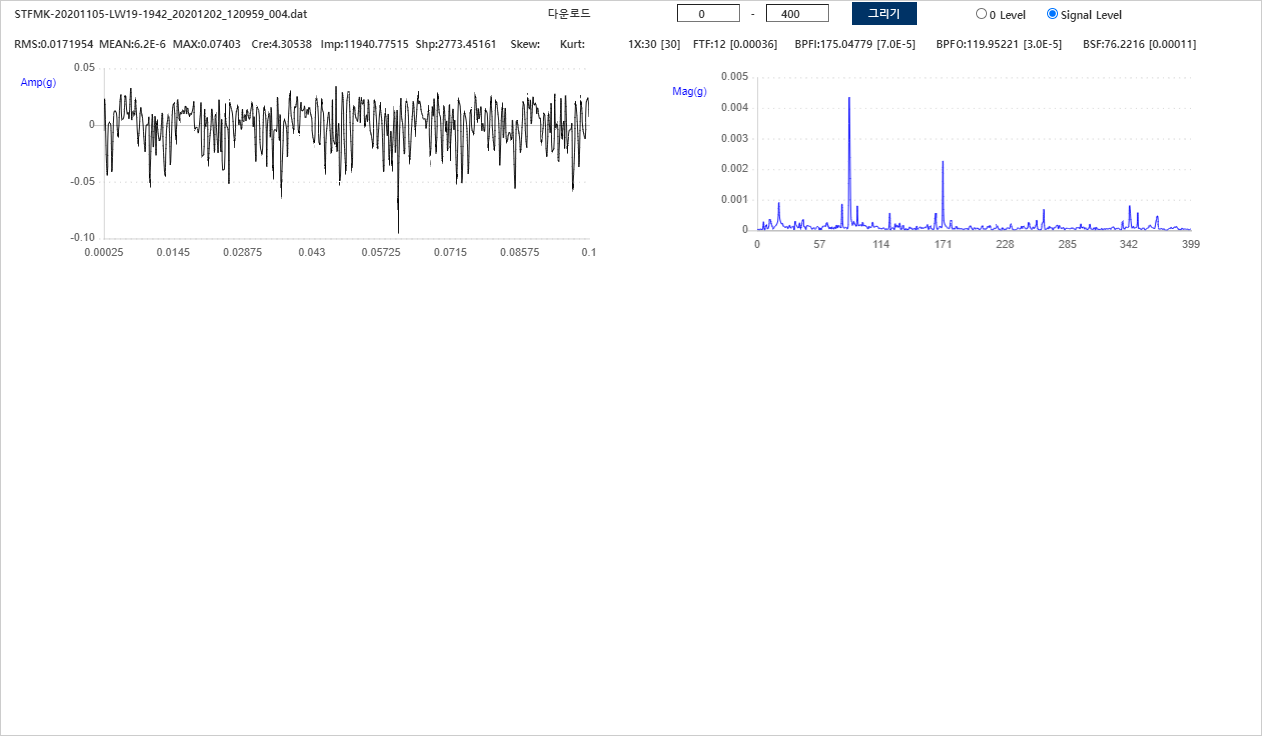 STFMK-20201105-LW19-1942_20201202_120959_004.dat 다운로드 0 - 400 그리기 0 Level Signal Level
RMS:0.0171954 MEAN:6.2E-6 MAX:0.07403 Cre:4.30538 Imp:11940.77515 Shp:2773.45161 Skew: Kurt: 1X:30 [30] FTF:12 [0.00036] BPFI:175.04779 [7.0E-5] BPFO:119.95221 [3.0E-5] BSF:76.2216 [0.00011]
Amp(g)
0.05
0
-0.05
-0.10
0.00025 0.0145 0.02875 0.043 0.05725 0.0715 0.08575 0.1
Mag(g)
0.005
0.004
0.003
0.002
0.001
0
0 57 114 171 228 285 342 399